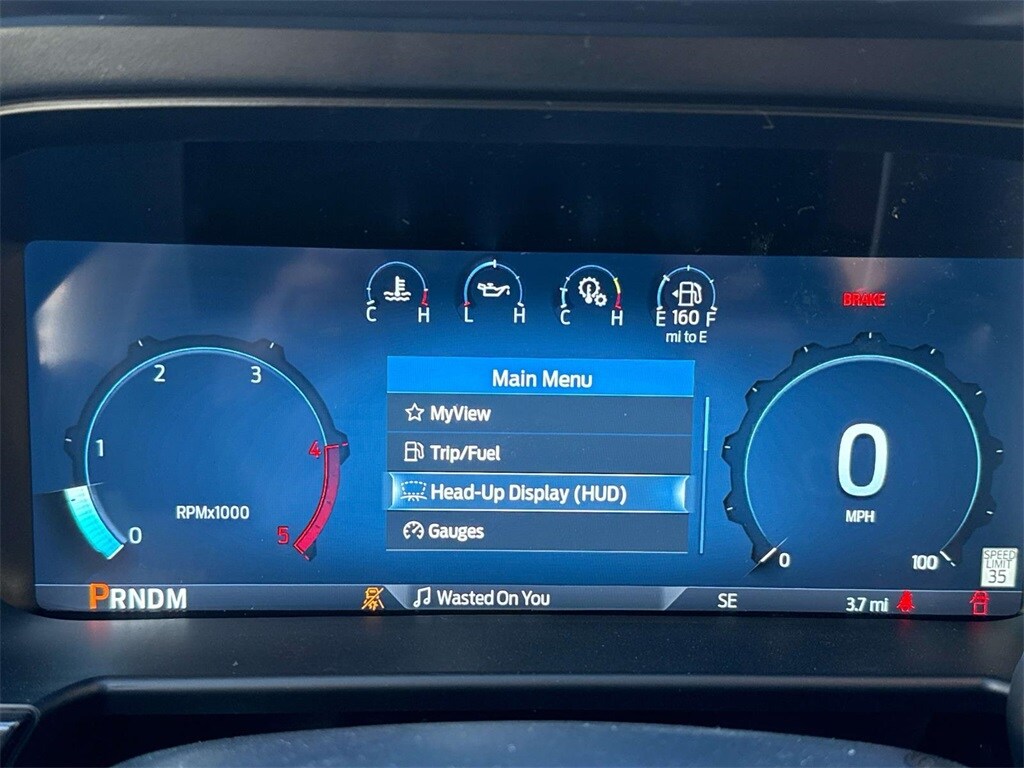 C H
L H
C H
E 160 F
mi to E
BRAKE
0 1 2 3 4 5
RPMx1000
Main Menu
MyView
Trip/Fuel
Head-Up Display (HUD)
Gauges
0
MPH
0 100
SPEED
LIMIT
35
PRNDM
Wasted On You
SE
3.7 mi